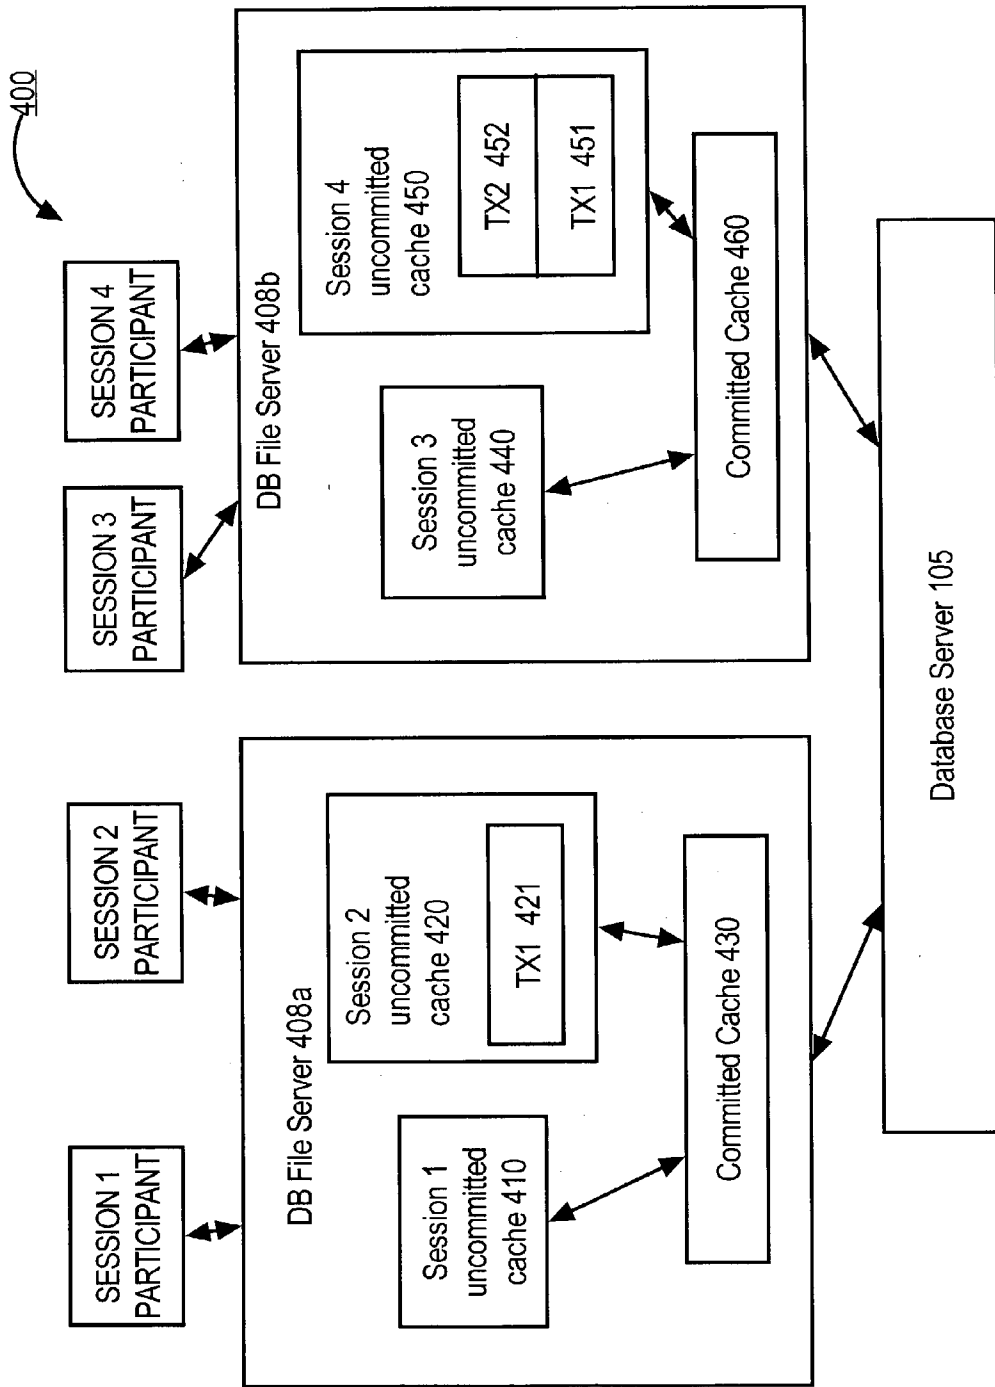 400
SESSION 1
PARTICIPANT
SESSION 2
PARTICIPANT
SESSION 3
PARTICIPANT
SESSION 4
PARTICIPANT
DB File Server 408a
Session 1
uncommitted
cache 410
Session 2
uncommitted
cache 420
TX1 421
Committed Cache 430
DB File Server 408b
Session 3
uncommitted
cache 440
Session 4
uncommitted
cache 450
TX2 452
TX1 451
Committed Cache 460
Database Server 105